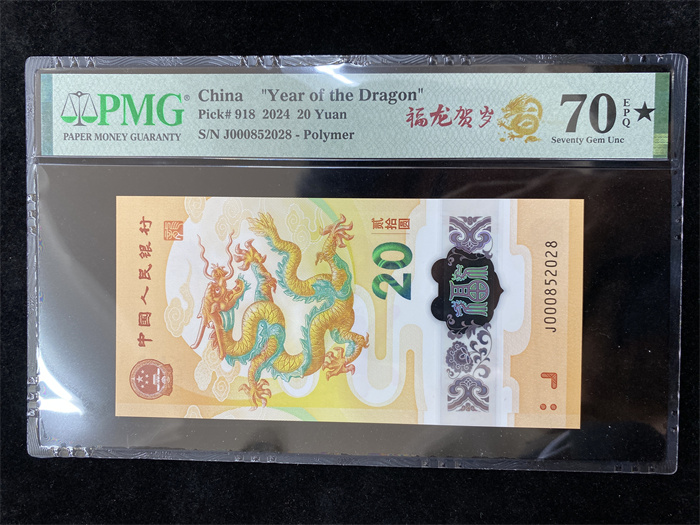 PMG®
PAPER MONEY GUARANTY
China "Year of the Dragon"
Pick# 918 2024 20 Yuan
S/N J000852028 - Polymer
福龙贺岁
70 EPQ★
Seventy Gem Unc
中国人民银行
贰拾圆
20
J000852028